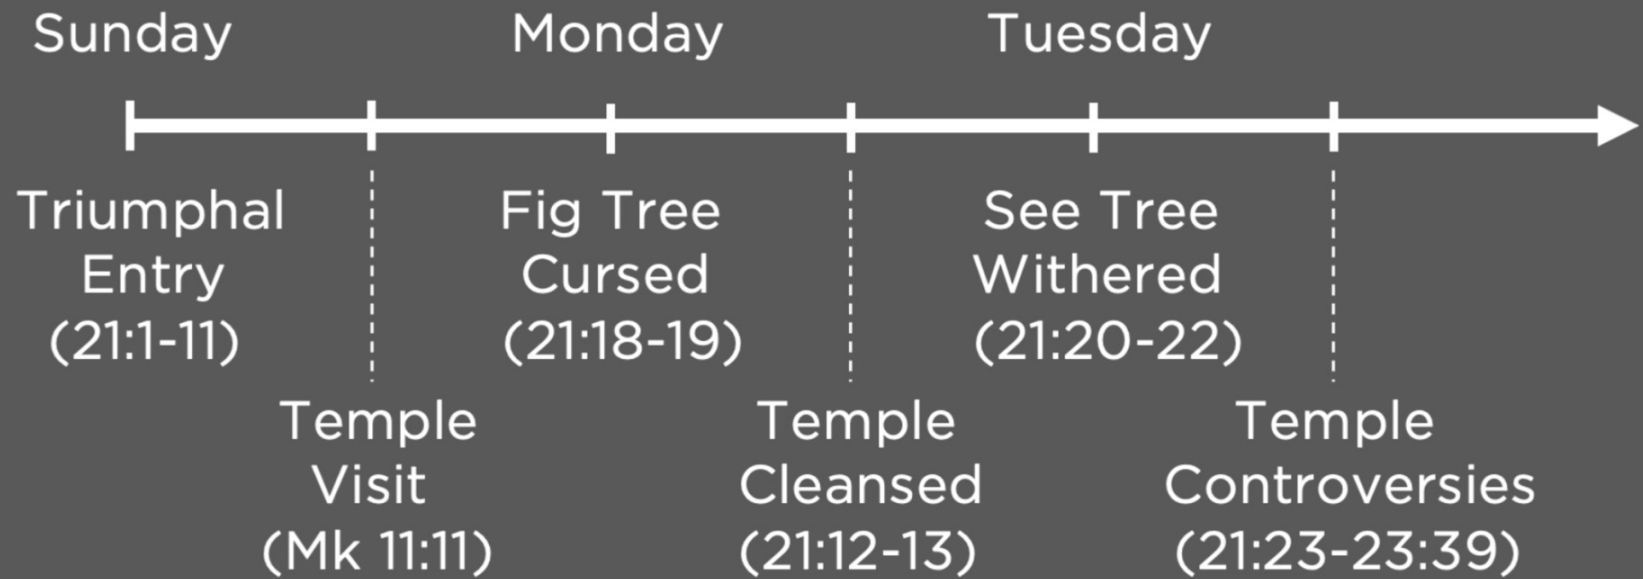 Sunday
Monday
Tuesday
Triumphal
Entry
(21:1-11)
Temple
Visit
(Mk 11:11)
Fig Tree
Cursed
(21:18-19)
Temple
Cleansed
(21:12-13)
See Tree
Withered
(21:20-22)
Temple
Controversies
(21:23-23:39)